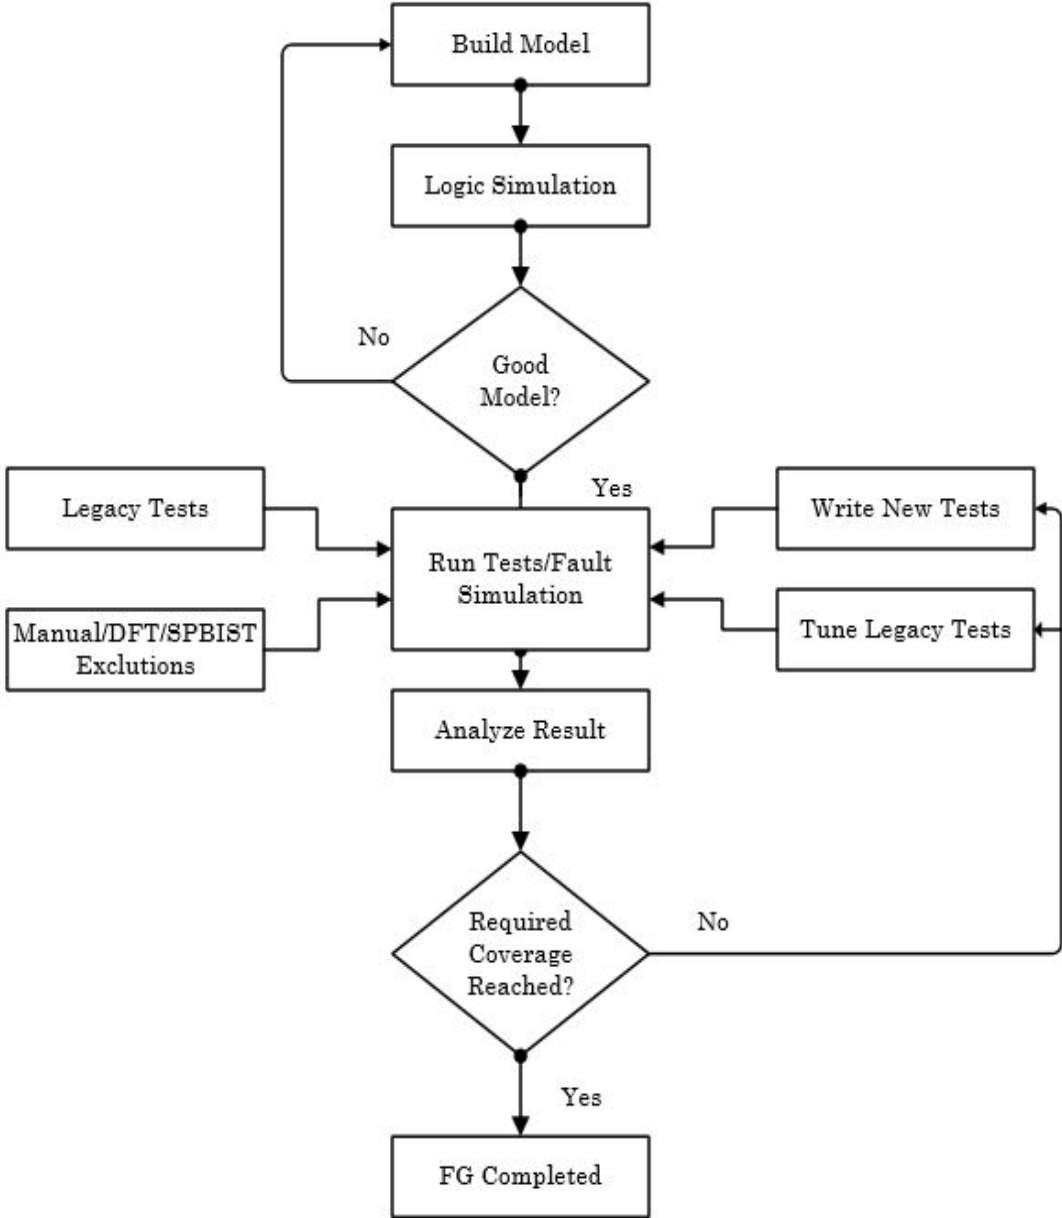 Build Model
Logic Simulation
No
Good
Model?
Yes
Legacy Tests
Write New Tests
Run Tests/Fault
Simulation
Manual/DFT/SPBIST
Exclutions
Tune Legacy Tests
Analyze Result
Required
Coverage
Reached?
No
Yes
FG Completed